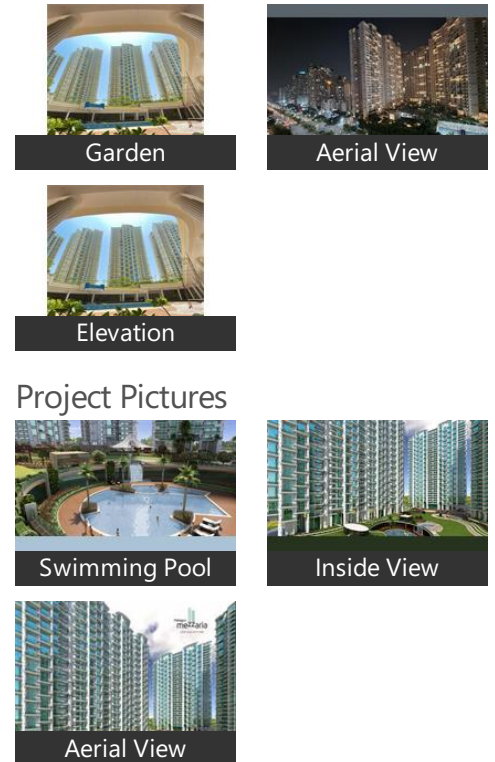 Garden
Aerial View
Elevation
Project Pictures
Swimming Pool
Inside View
mezzaria
Aerial View